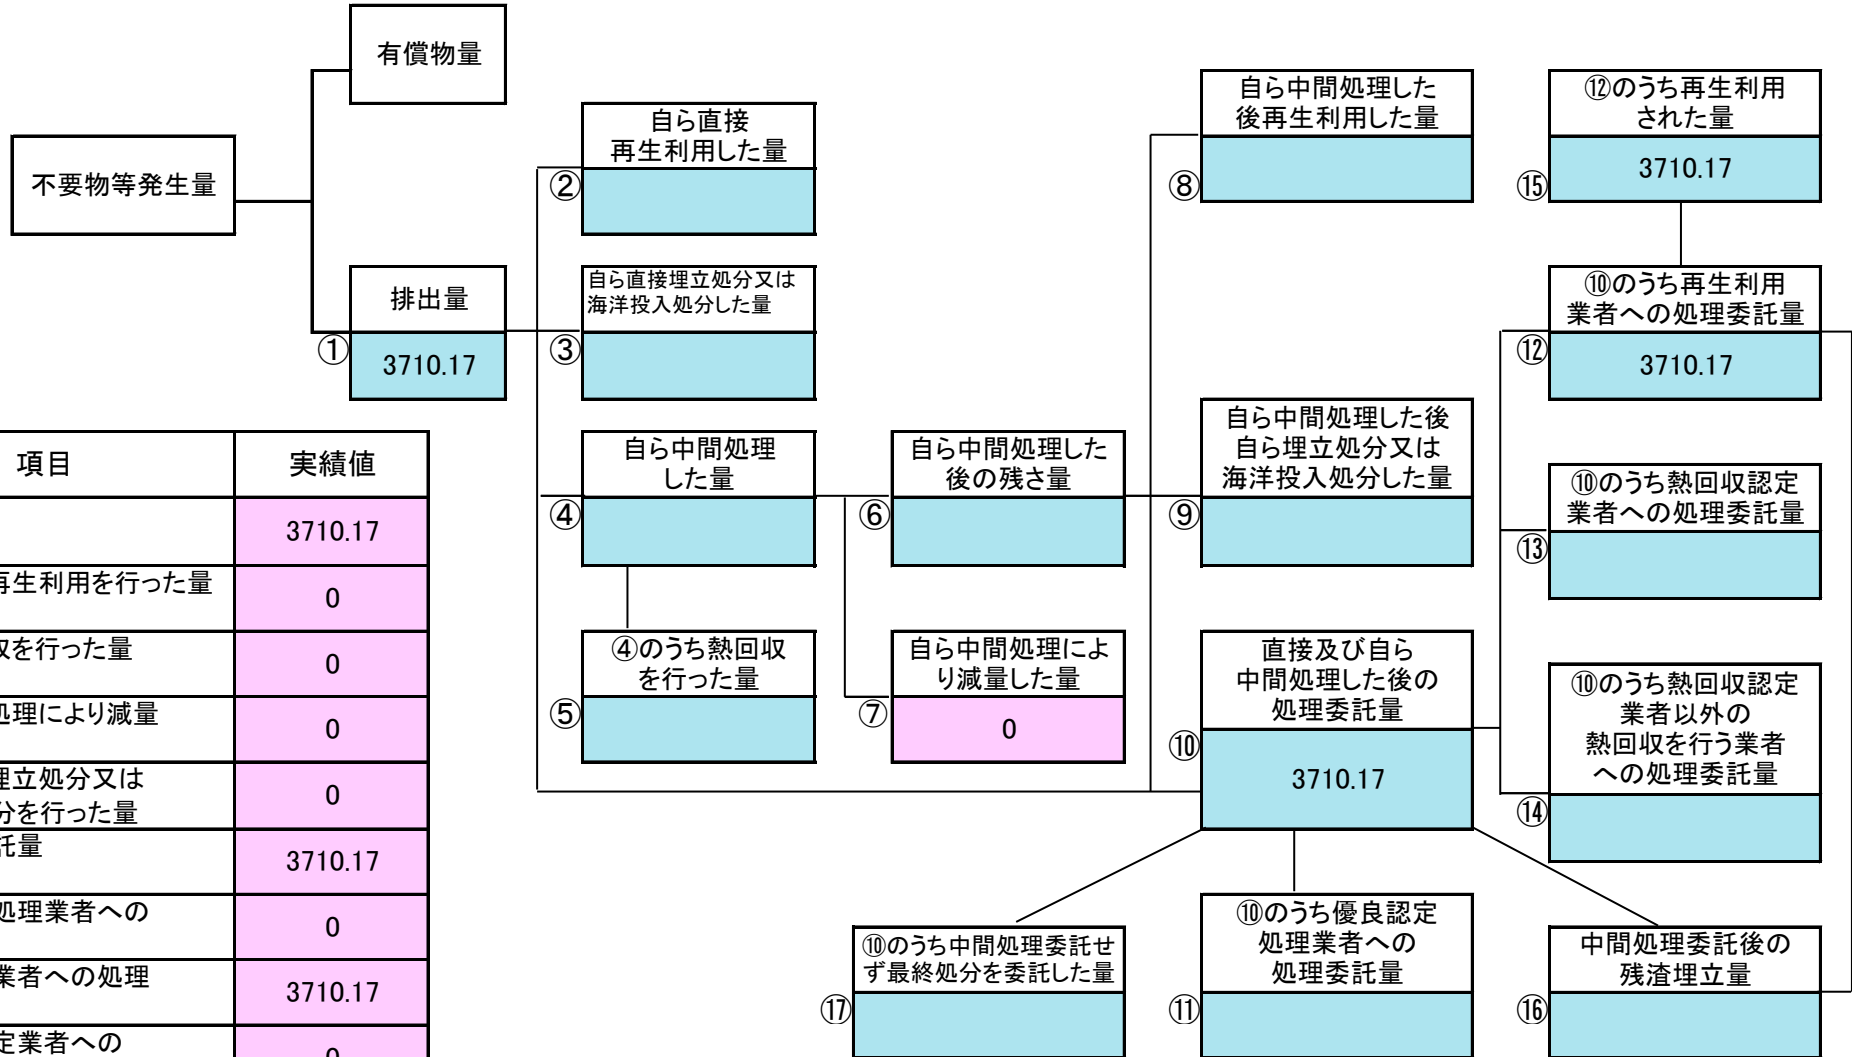 有償物量
不要物等発生量
排出量
①
3710.17
自ら直接
再生利用した量
②
自ら直接埋立処分又は
海洋投入処分した量
③
自ら中間処理
した量
④
④のうち熱回収
を行った量
⑤
自ら中間処理した
後の残さ量
⑥
自ら中間処理によ
り減量した量
⑦
0
自ら中間処理した
後再生利用した量
⑧
自ら中間処理した後
自ら埋立処分又は
海洋投入処分した量
⑨
直接及び自ら
中間処理した後の
処理委託量
⑩
3710.17
⑫のうち再生利用
された量
⑮
3710.17
⑩のうち再生利用
業者への処理委託量
⑫
3710.17
⑩のうち熱回収認定
業者への処理委託量
⑬
⑩のうち熱回収認定
業者以外の
熱回収を行う業者
への処理委託量
⑭
⑩のうち中間処理委託せ
ず最終処分を委託した量
⑰
⑩のうち優良認定
処理業者への
処理委託量
⑪
中間処理委託後の
残渣埋立量
⑯
項目
実績値
3710.17
再生利用を行った量
0
収を行った量
0
処理により減量
0
埋立処分又は
分を行った量
0
託量
3710.17
処理業者への
0
業者への処理
3710.17
定業者への
0